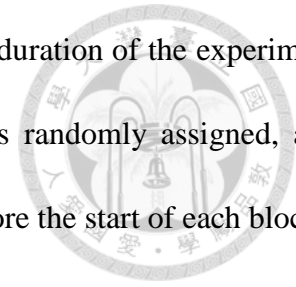 duration of the experim
s randomly assigned, a
ore the start of each bloc